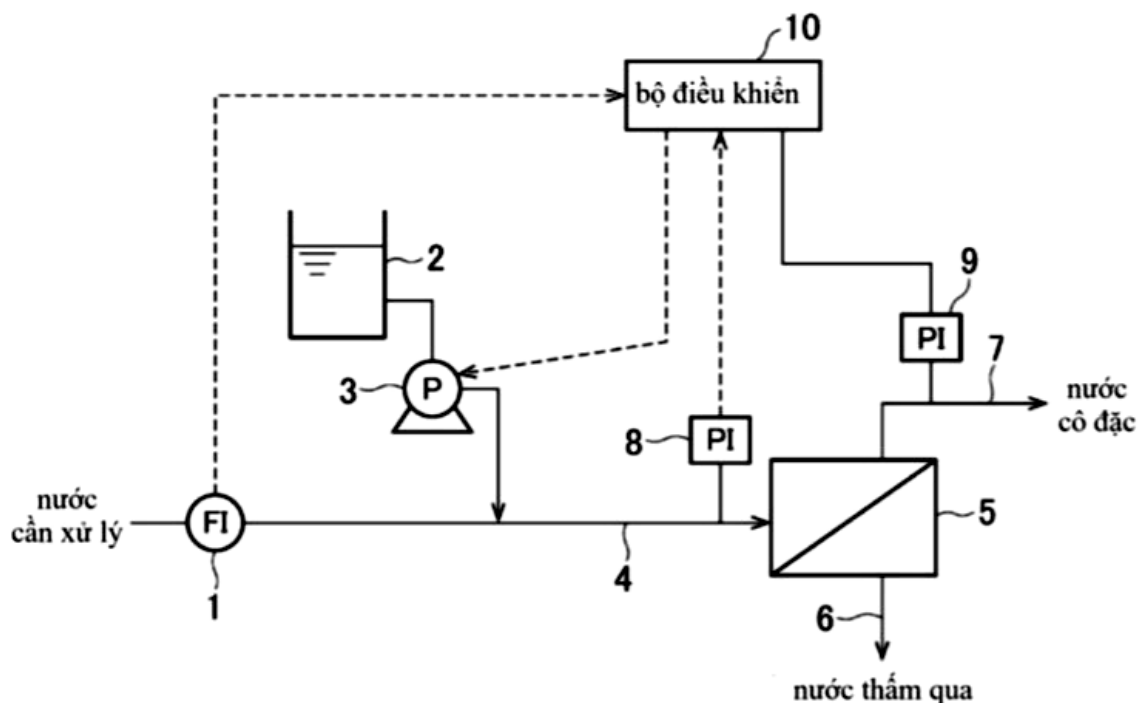 10
bộ điều khiển
2
9
PI
7
3
P
nước
cô đặc
8
PI
nước
cần xử lý
FI
5
1
4
6
nước thấm qua